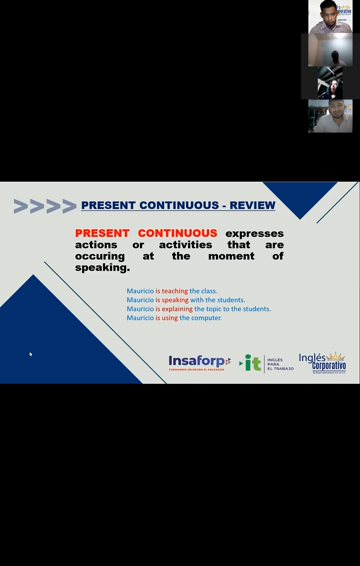 >>>> PRESENT CONTINUOUS - REVIEW
PRESENT CONTINUOUS expresses
actions or activities that are
occuring at the moment of
speaking.
Mauricio is teaching the class.
Mauricio is speaking with the students.
Mauricio is explaining the topic to the students.
Mauricio is using the computer.
Insaforp
it
INGLÉS
PARA
EL TRABAJO
Inglés
Corporativo